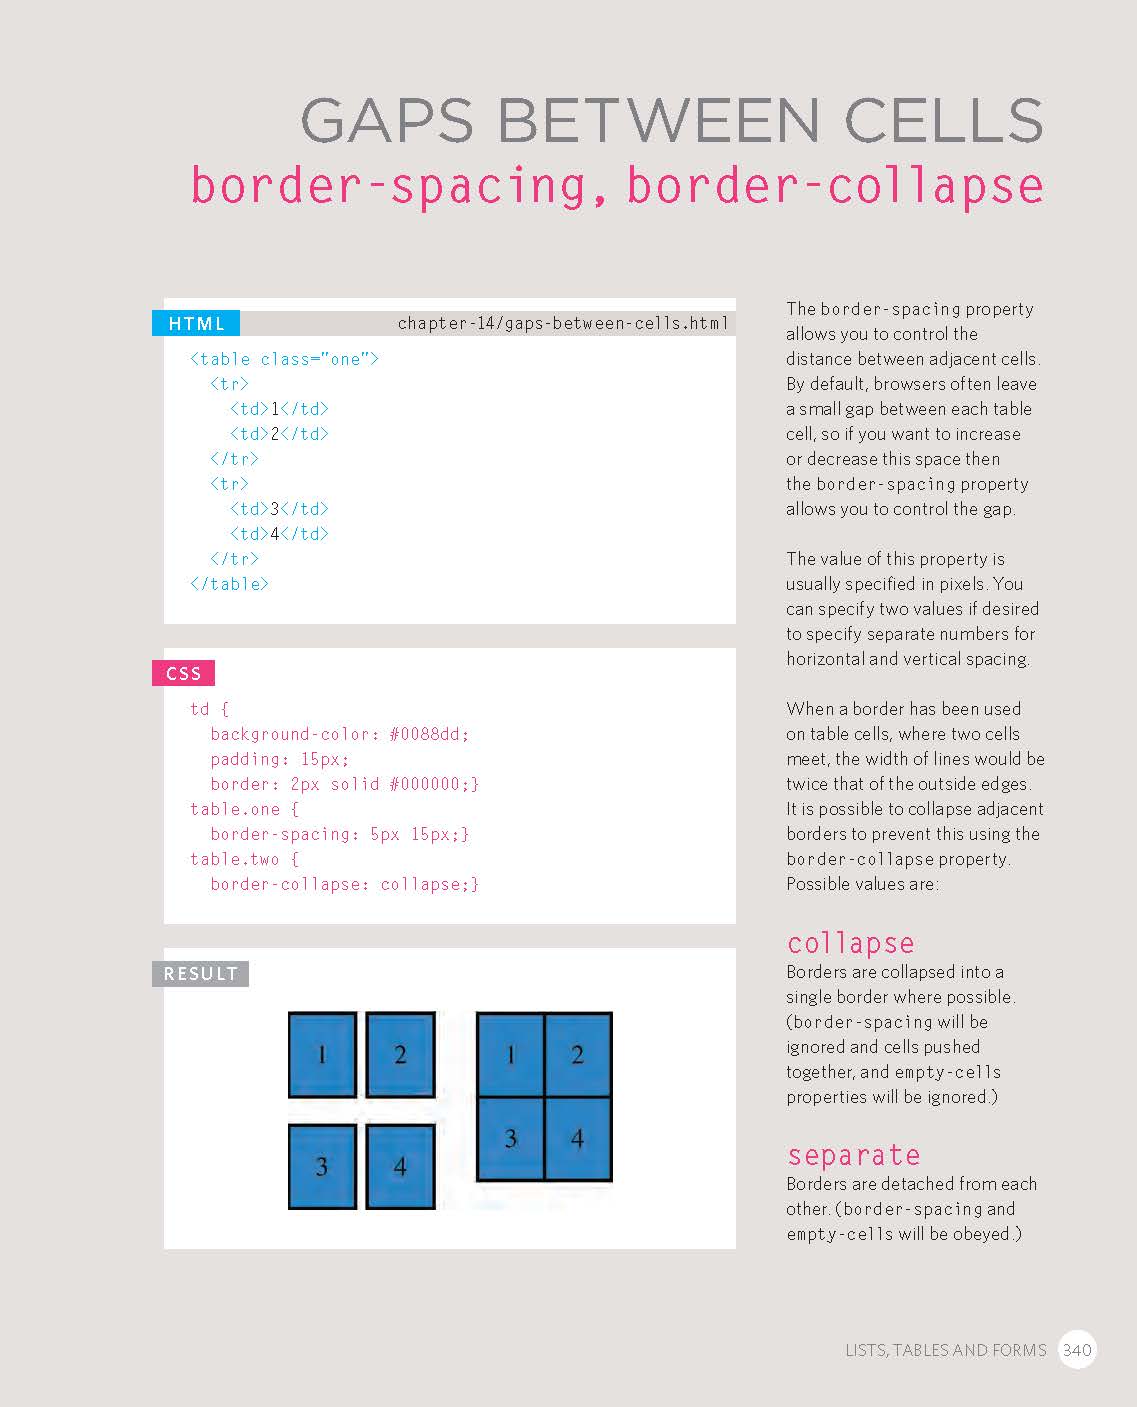 GAPS BETWEEN CELLS
border-spacing, border-collapse
HTML
chapter-14/gaps-between-cells.html
<table class="one">
<tr>
<td>1</td>
<td>2</td>
</tr>
<tr>
<td>3</td>
<td>4</td>
</tr>
</table>
CSS
td {
background-color: #0088dd;
padding: 15px;
border: 2px solid #000000;}
table.one {
border-spacing: 5px 15px;}
table.two {
border-collapse: collapse;}
RESULT
1 2 1 2
3 4 3 4
The border-spacing property
allows you to control the
distance between adjacent cells.
By default, browsers often leave
a small gap between each table
cell, so if you want to increase
or decrease this space then
the border-spacing property
allows you to control the gap.
The value of this property is
usually specified in pixels. You
can specify two values if desired
to specify separate numbers for
horizontal and vertical spacing.
When a border has been used
on table cells, where two cells
meet, the width of lines would be
twice that of the outside edges.
It is possible to collapse adjacent
borders to prevent this using the
border-collapse property.
Possible values are:
collapse
Borders are collapsed into a
single border where possible.
(border-spacing will be
ignored and cells pushed
together, and empty-cells
properties will be ignored.)
separate
Borders are detached from each
other. (border-spacing and
empty-cells will be obeyed.)
LISTS, TABLES AND FORMS 340